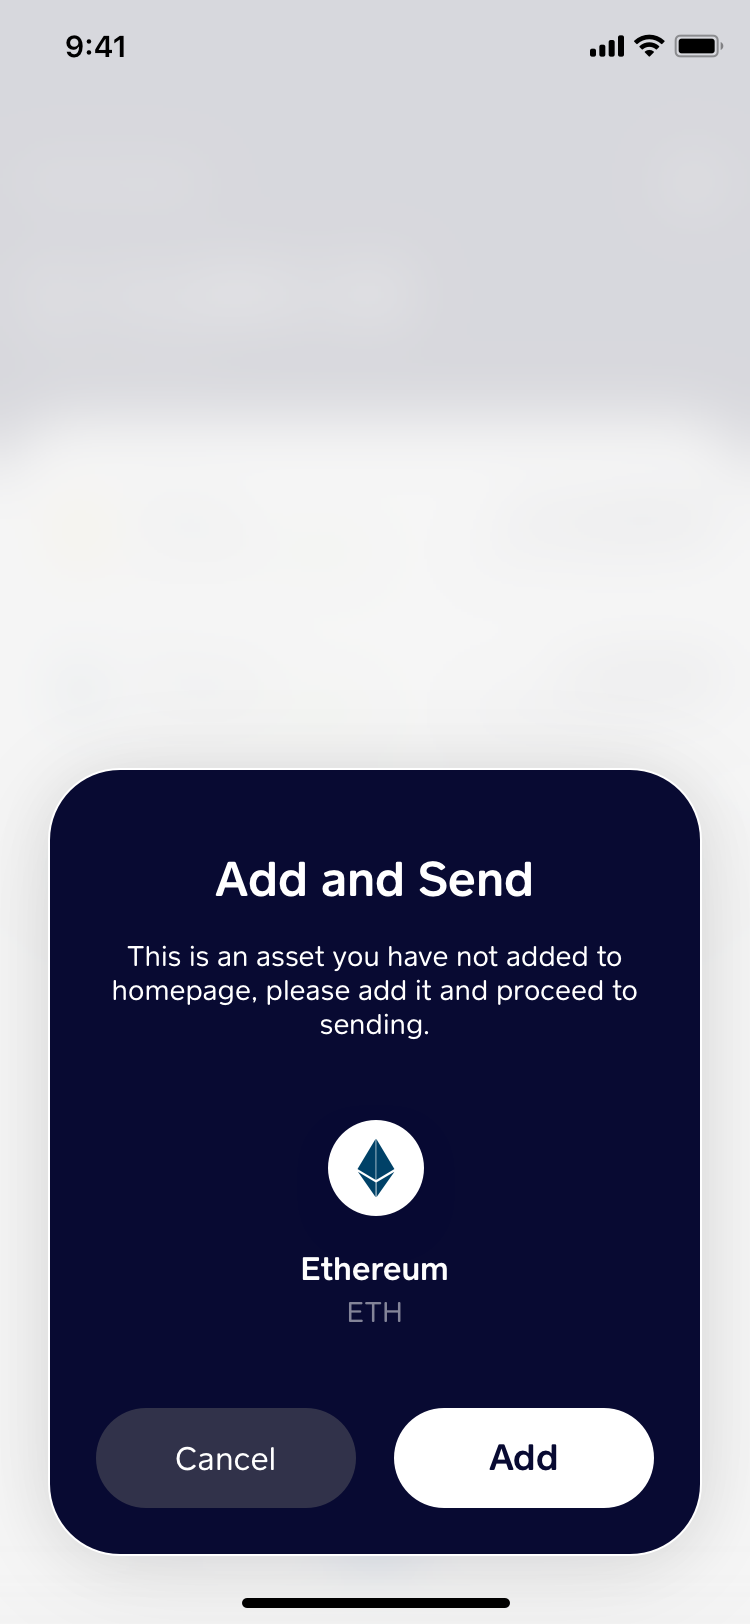 9:41
Add and Send
This is an asset you have not added to
homepage, please add it and proceed to
sending.
Ethereum
ETH
Cancel
Add